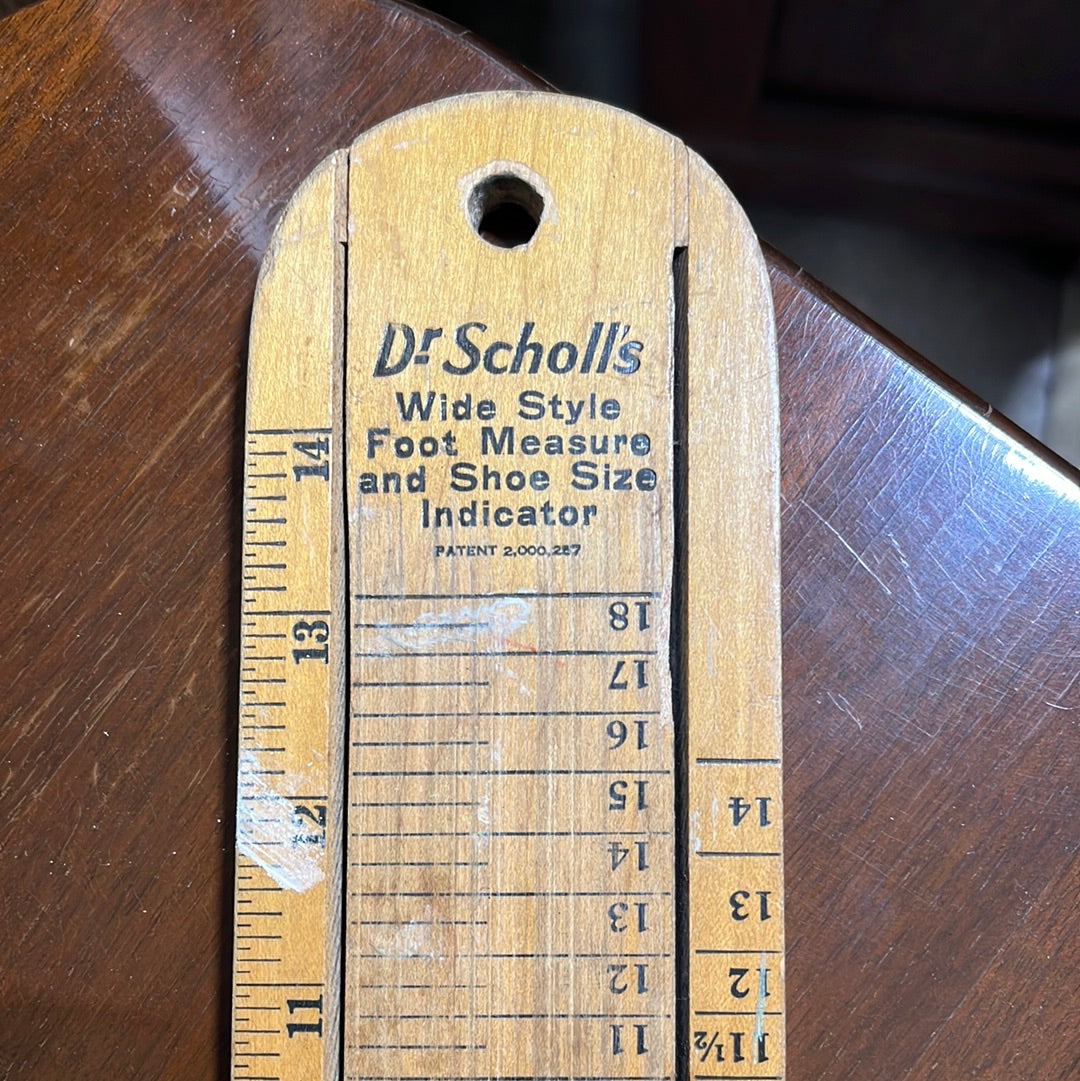 Dr Scholl's
Wide Style
Foot Measure
and Shoe Size
Indicator
PATENT 2,000,287
14
13
12
11
18
17
16
15
14
13
12
11
14
13
12
11½